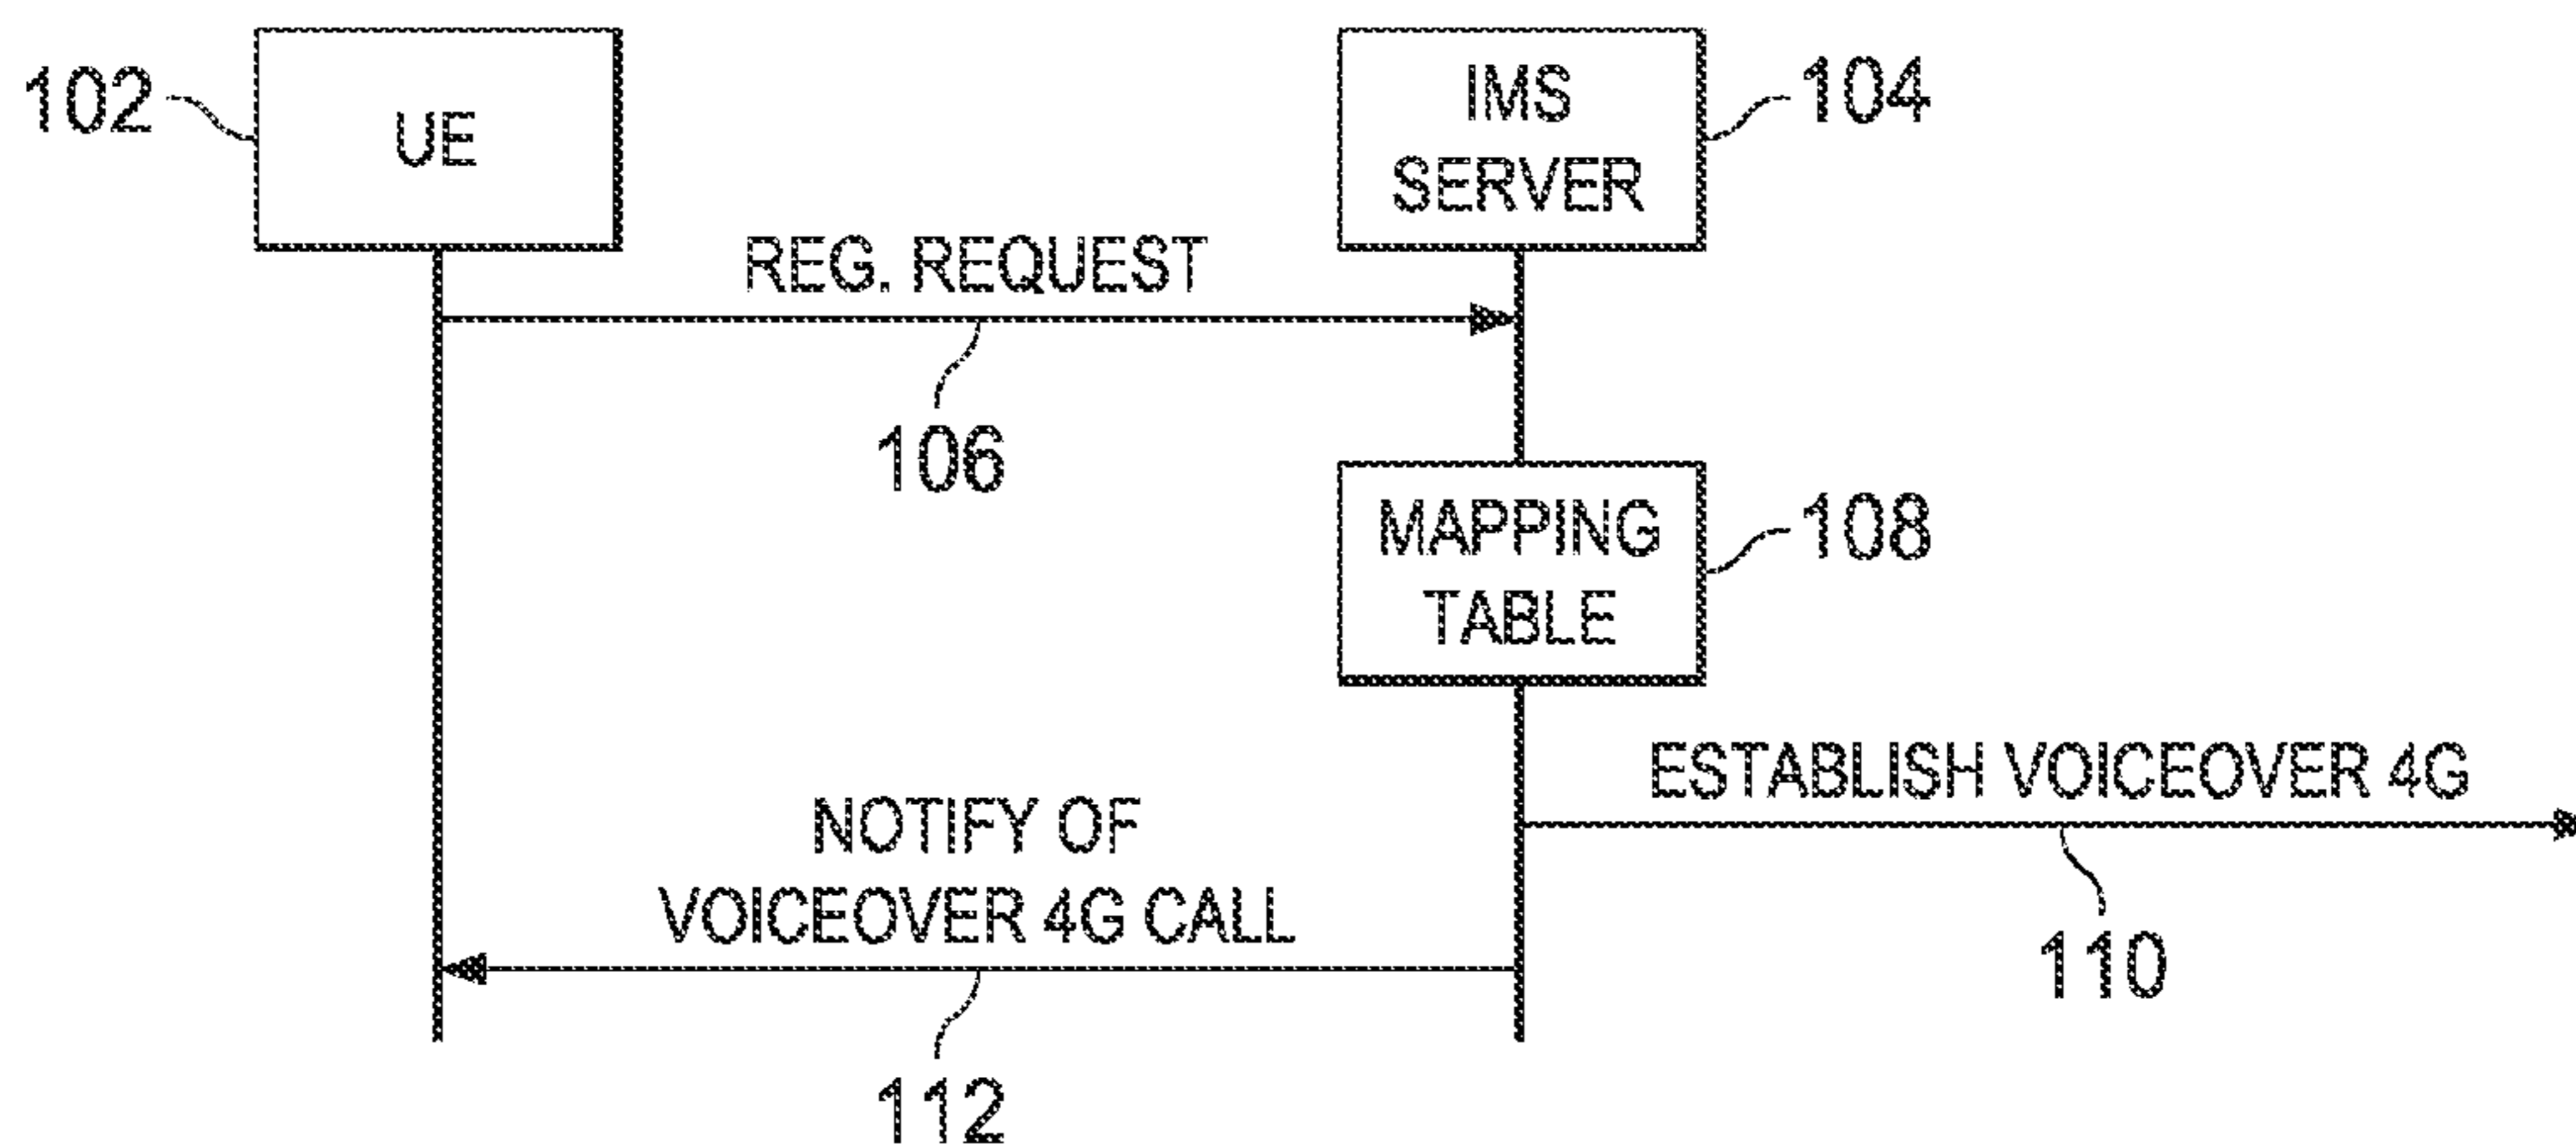 102
UE
IMS
SERVER
104
REG. REQUEST
106
MAPPING
TABLE
108
ESTABLISH VOICEOVER 4G
110
NOTIFY OF
VOICEOVER 4G CALL
112